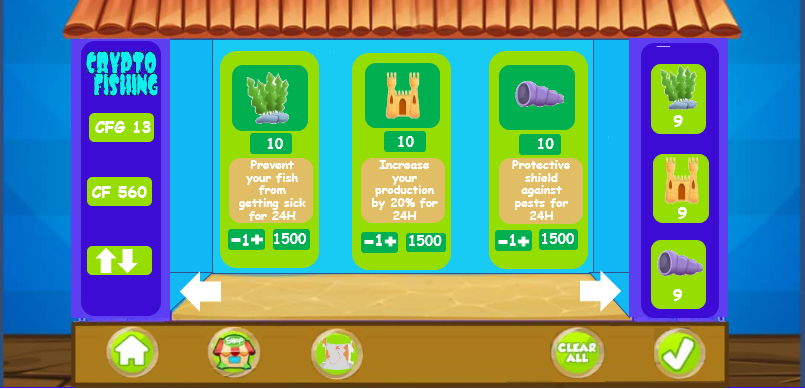 CRYPTO
FISHING
CFG 13
CF 560
10
Prevent
your fish
from
getting sick
for 24H
-1+ 1500
10
Increase
your
production
by 20% for
24H
-1+ 1500
10
Protective
shield
against
pests for
24H
-1+ 1500
9
9
9
SHOP
CLEAR
ALL